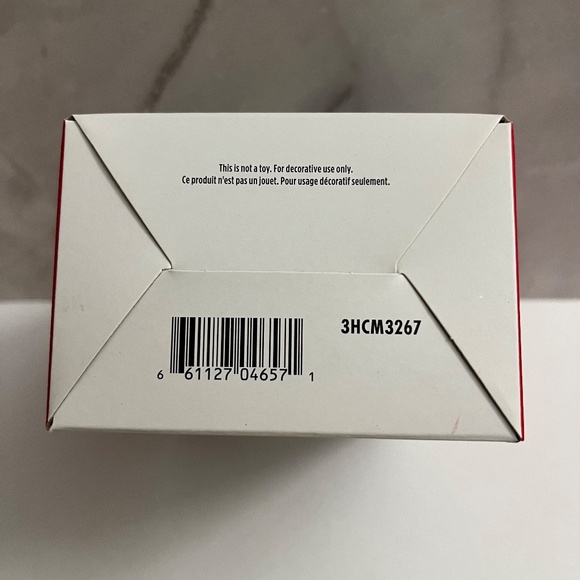 This is not a toy. For decorative use only.
Ce produit n'est pas un jouet. Pour usage décoratif seulement.
3HCM3267
6 61127 04657 1